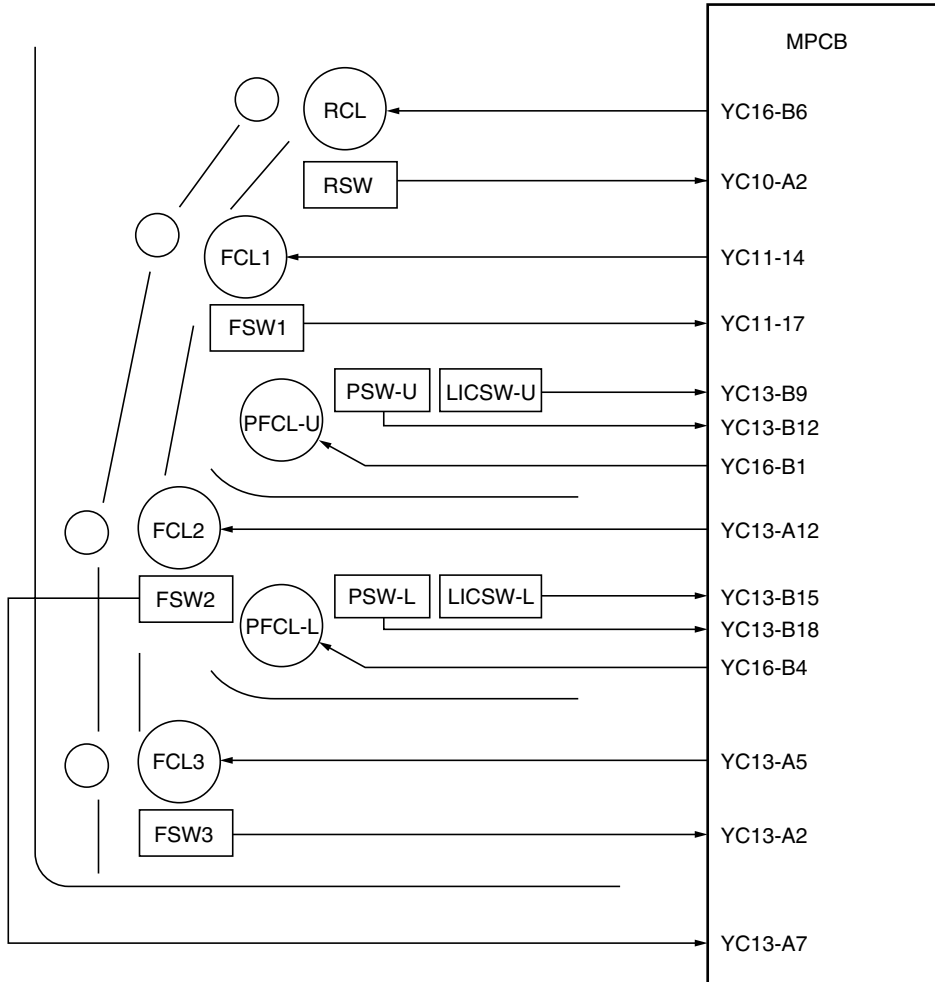 MPCB
RCL
YC16-B6
RSW
YC10-A2
FCL1
YC11-14
FSW1
YC11-17
PSW-U
LICSW-U
YC13-B9
PFCL-U
YC13-B12
YC16-B1
FCL2
YC13-A12
FSW2
PSW-L
LICSW-L
YC13-B15
PFCL-L
YC13-B18
YC16-B4
FCL3
YC13-A5
FSW3
YC13-A2
YC13-A7